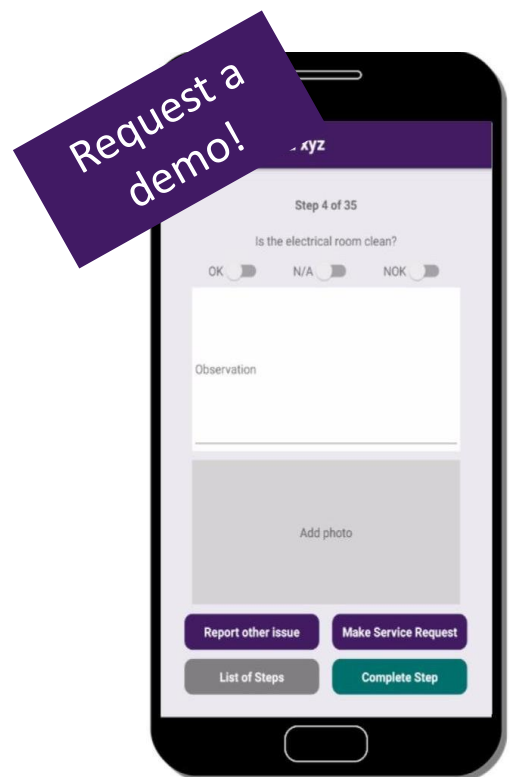 Request a
demo!
xyz
Step 4 of 35
Is the electrical room clean?
OK N/A NOK
Observation
Add photo
Report other issue Make Service Request
List of Steps Complete Step